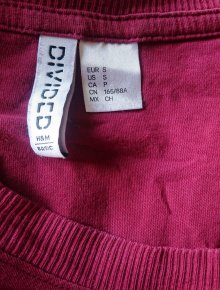 DIVIDED
H&M
BASIC
EUR S
US S
CA P
CN 165/88A
MX CH